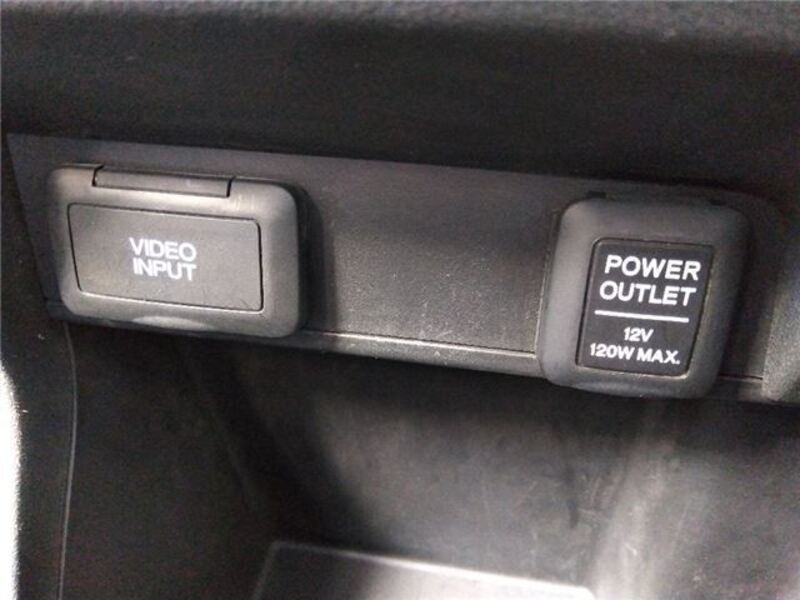 VIDEO
INPUT
POWER
OUTLET
12V
120W MAX.